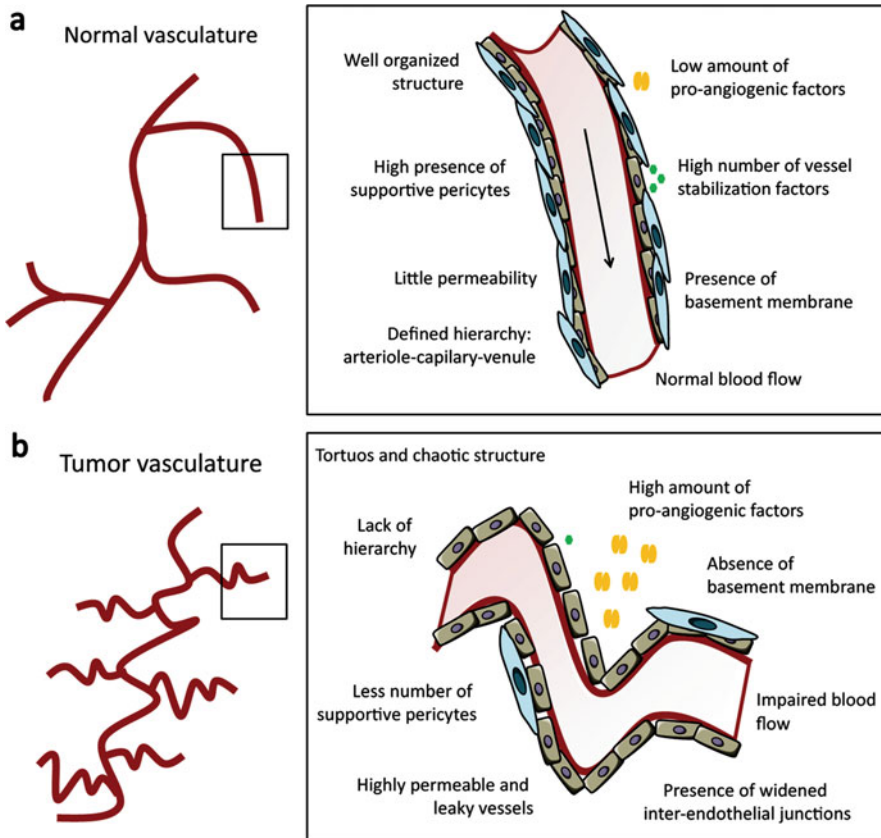 a
Normal vasculature
Well organized
structure
Low amount of
pro-angiogenic factors
High presence of
supportive pericytes
High number of vessel
stabilization factors
Little permeability
Presence of
basement membrane
Defined hierarchy:
arteriole-capilary-venule
Normal blood flow
b
Tumor vasculature
Tortuos and chaotic structure
High amount of
pro-angiogenic factors
Lack of
hierarchy
Absence of
basement membrane
Less number of
supportive pericytes
Impaired blood
flow
Highly permeable and
leaky vessels
Presence of widened
inter-endothelial junctions